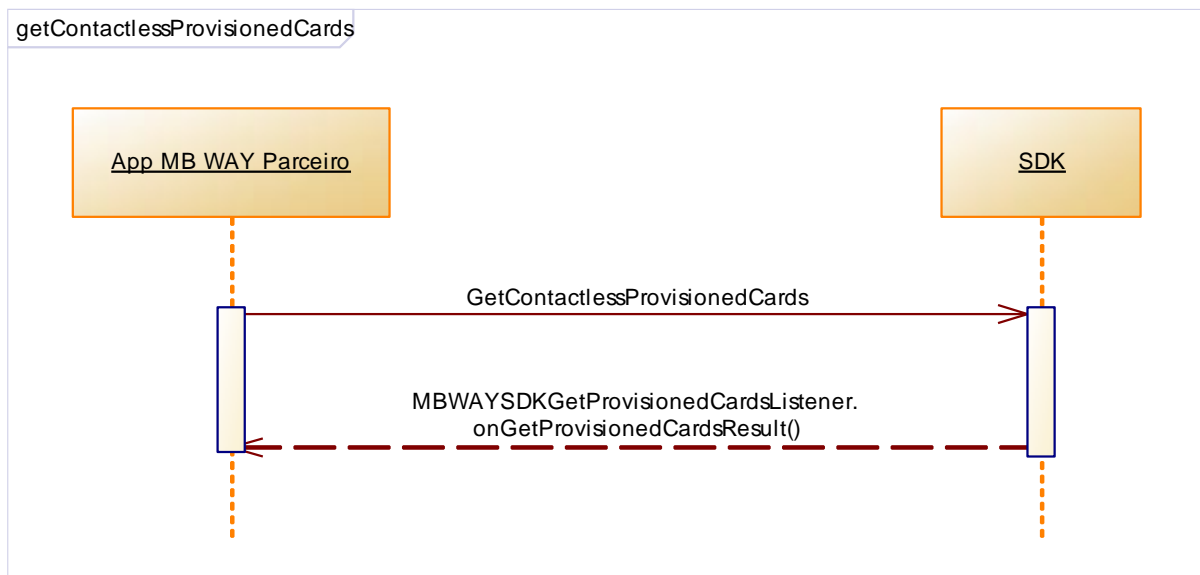 getContactlessProvisionedCards
App MB WAY Parceiro
SDK
GetContactlessProvisionedCards
MBWAYSDKGetProvisionedCardsListener.
onGetProvisionedCardsResult()